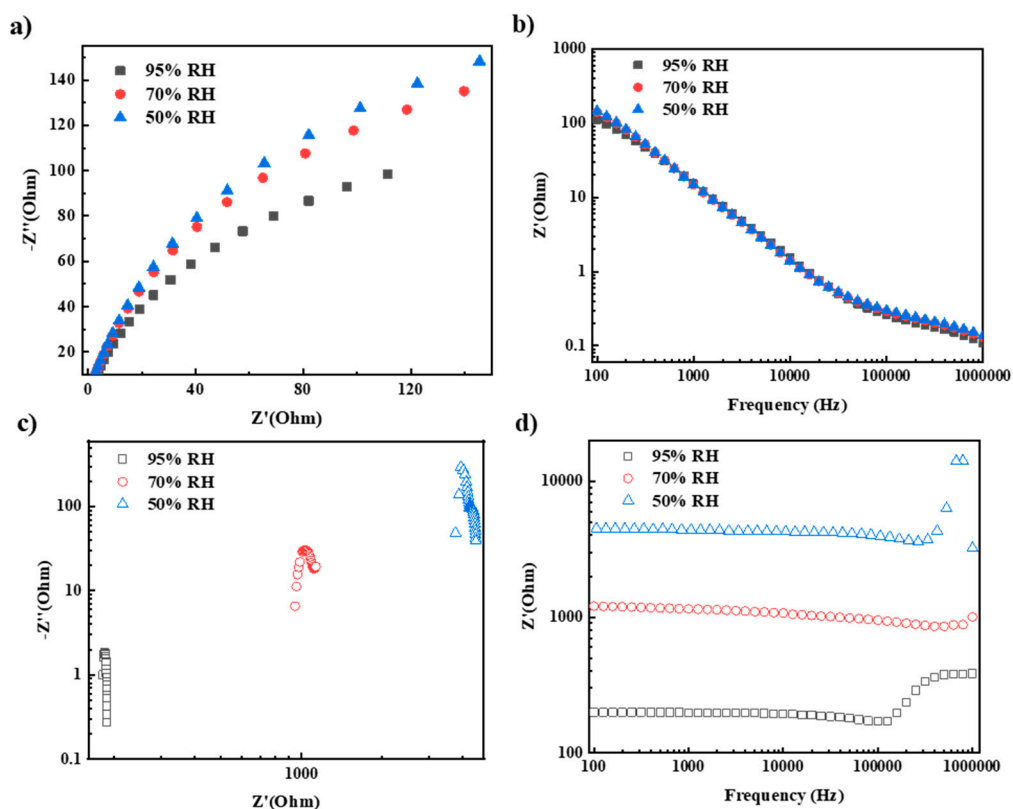 a)
95% RH
70% RH
50% RH
140
120
100
80
60
40
20
0
40
80
120
-Z''(Ohm)
Z'(Ohm)
b)
95% RH
70% RH
50% RH
1000
100
10
1
0.1
100
1000
10000
100000
1000000
Z'(Ohm)
Frequency (Hz)
c)
95% RH
70% RH
50% RH
100
10
1
0.1
1000
-Z''(Ohm)
Z'(Ohm)
d)
95% RH
70% RH
50% RH
10000
1000
100
100
1000
10000
100000
1000000
Z'(Ohm)
Frequency (Hz)